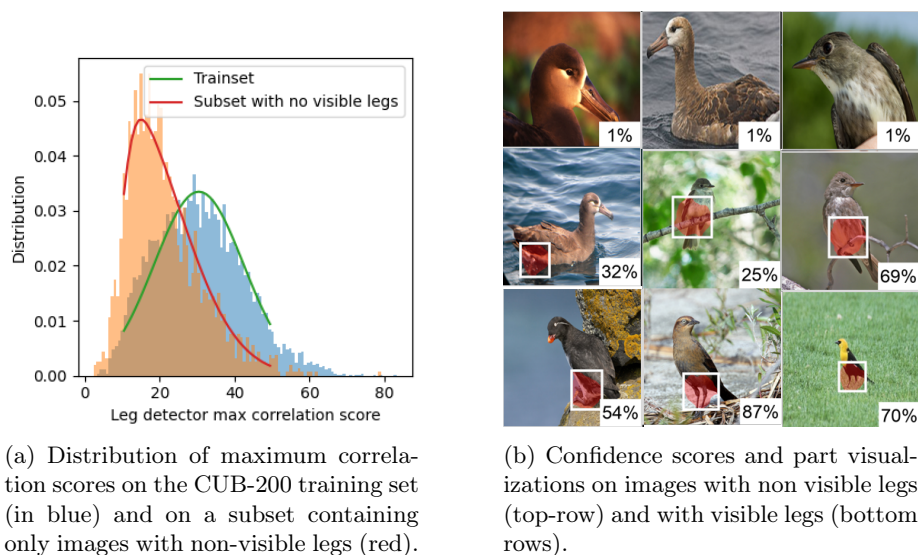 Trainset
Subset with no visible legs
0.05
0.04
0.03
0.02
0.01
0.00
Distribution
0 20 40 60 80
Leg detector max correlation score
1% 1% 1%
32% 25% 69%
54% 87% 70%
(a) Distribution of maximum correla-
tion scores on the CUB-200 training set
(in blue) and on a subset containing
only images with non-visible legs (red).
(b) Confidence scores and part visual-
izations on images with non visible legs
(top-row) and with visible legs (bottom
rows).